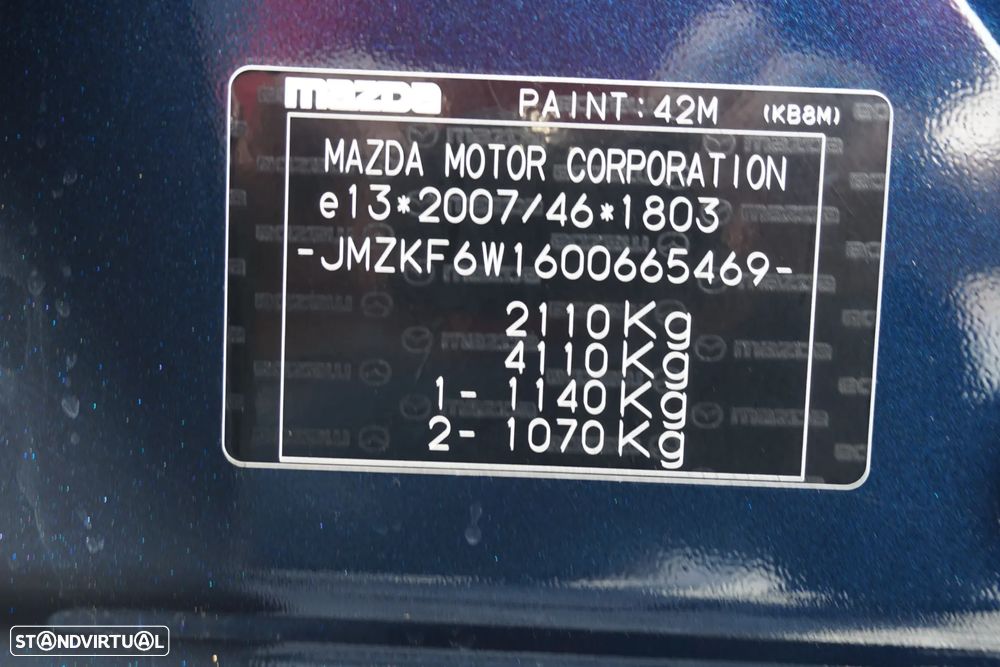 mazda PAINT:42M (KB8M)
MAZDA MOTOR CORPORATION
e13*2007/46*1803
-JMZKF6W1600665469-
2110Kg
4110Kg
1- 1140Kg
2- 1070Kg
STANDVIRTUAL